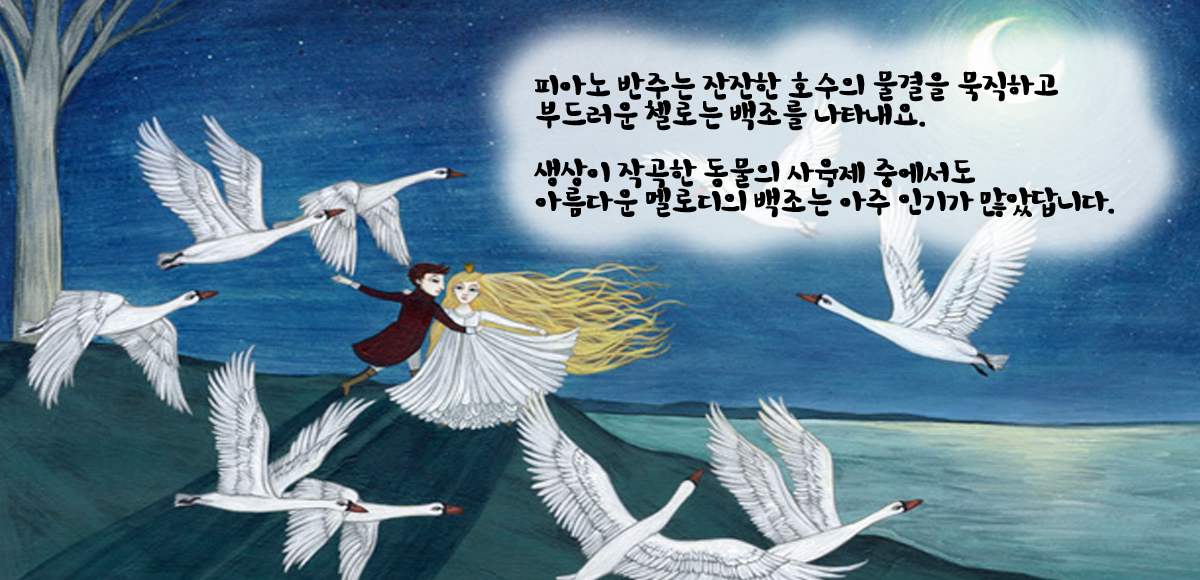 피아노 반주는 잔잔한 호수의 물결을 묵직하고
부드러운 첼로는 백조를 나타내요.
생상이 작곡한 동물의 사육제 중에서도
아름다운 멜로디의 백조는 아주 인기가 많았답니다.